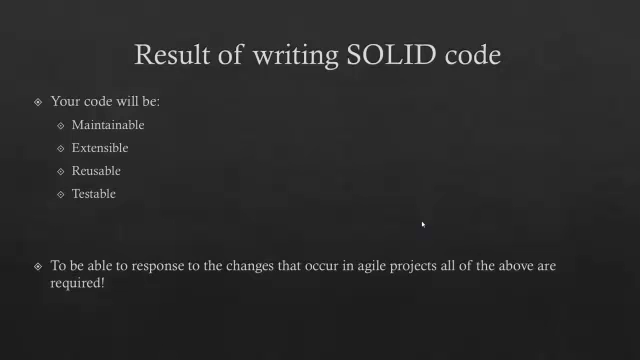 Result of writing SOLID code
Your code will be:
Maintainable
Extensible
Reusable
Testable
To be able to response to the changes that occur in agile projects all of the above are
required!